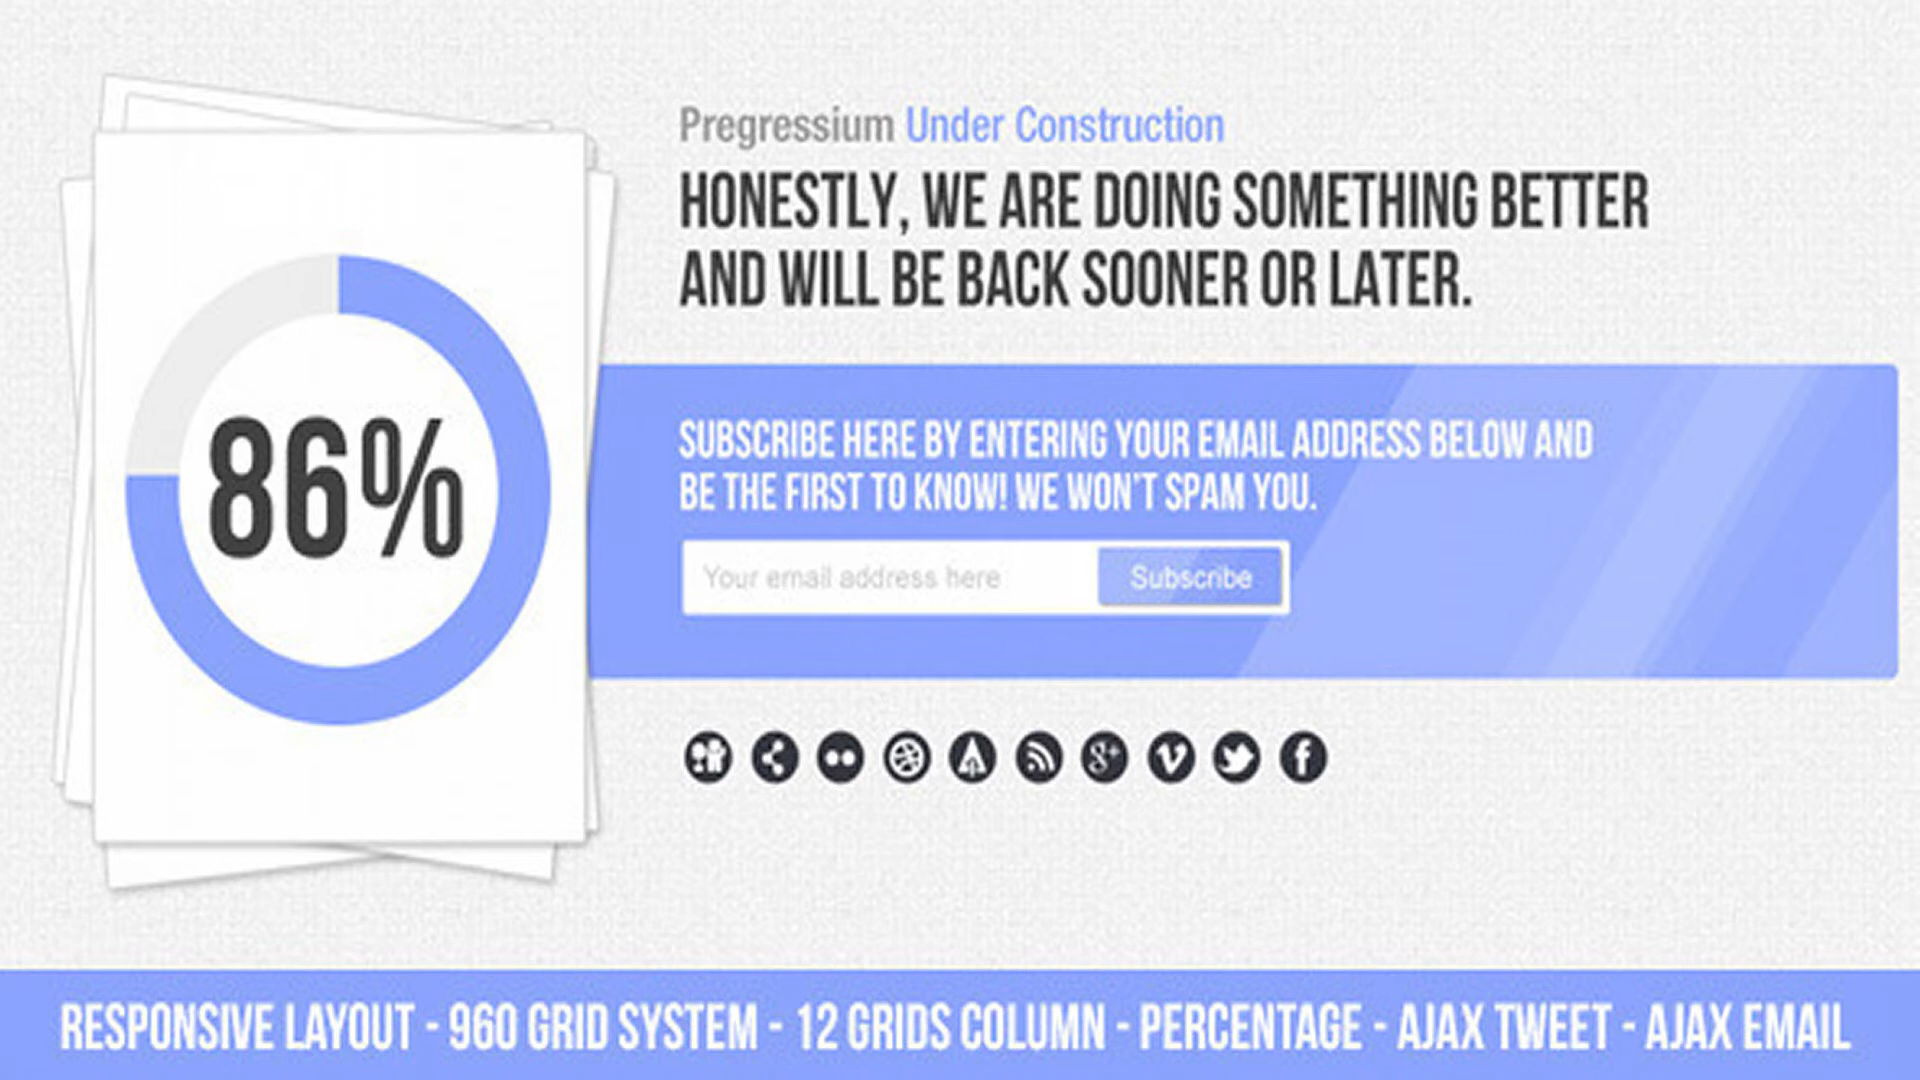 Pregressium Under Construction
HONESTLY, WE ARE DOING SOMETHING BETTER
AND WILL BE BACK SOONER OR LATER.
86%
SUBSCRIBE HERE BY ENTERING YOUR EMAIL ADDRESS BELOW AND
BE THE FIRST TO KNOW! WE WON'T SPAM YOU.
Your email address here
Subscribe
RESPONSIVE LAYOUT - 960 GRID SYSTEM - 12 GRIDS COLUMN - PERCENTAGE - AJAX TWEET - AJAX EMAIL